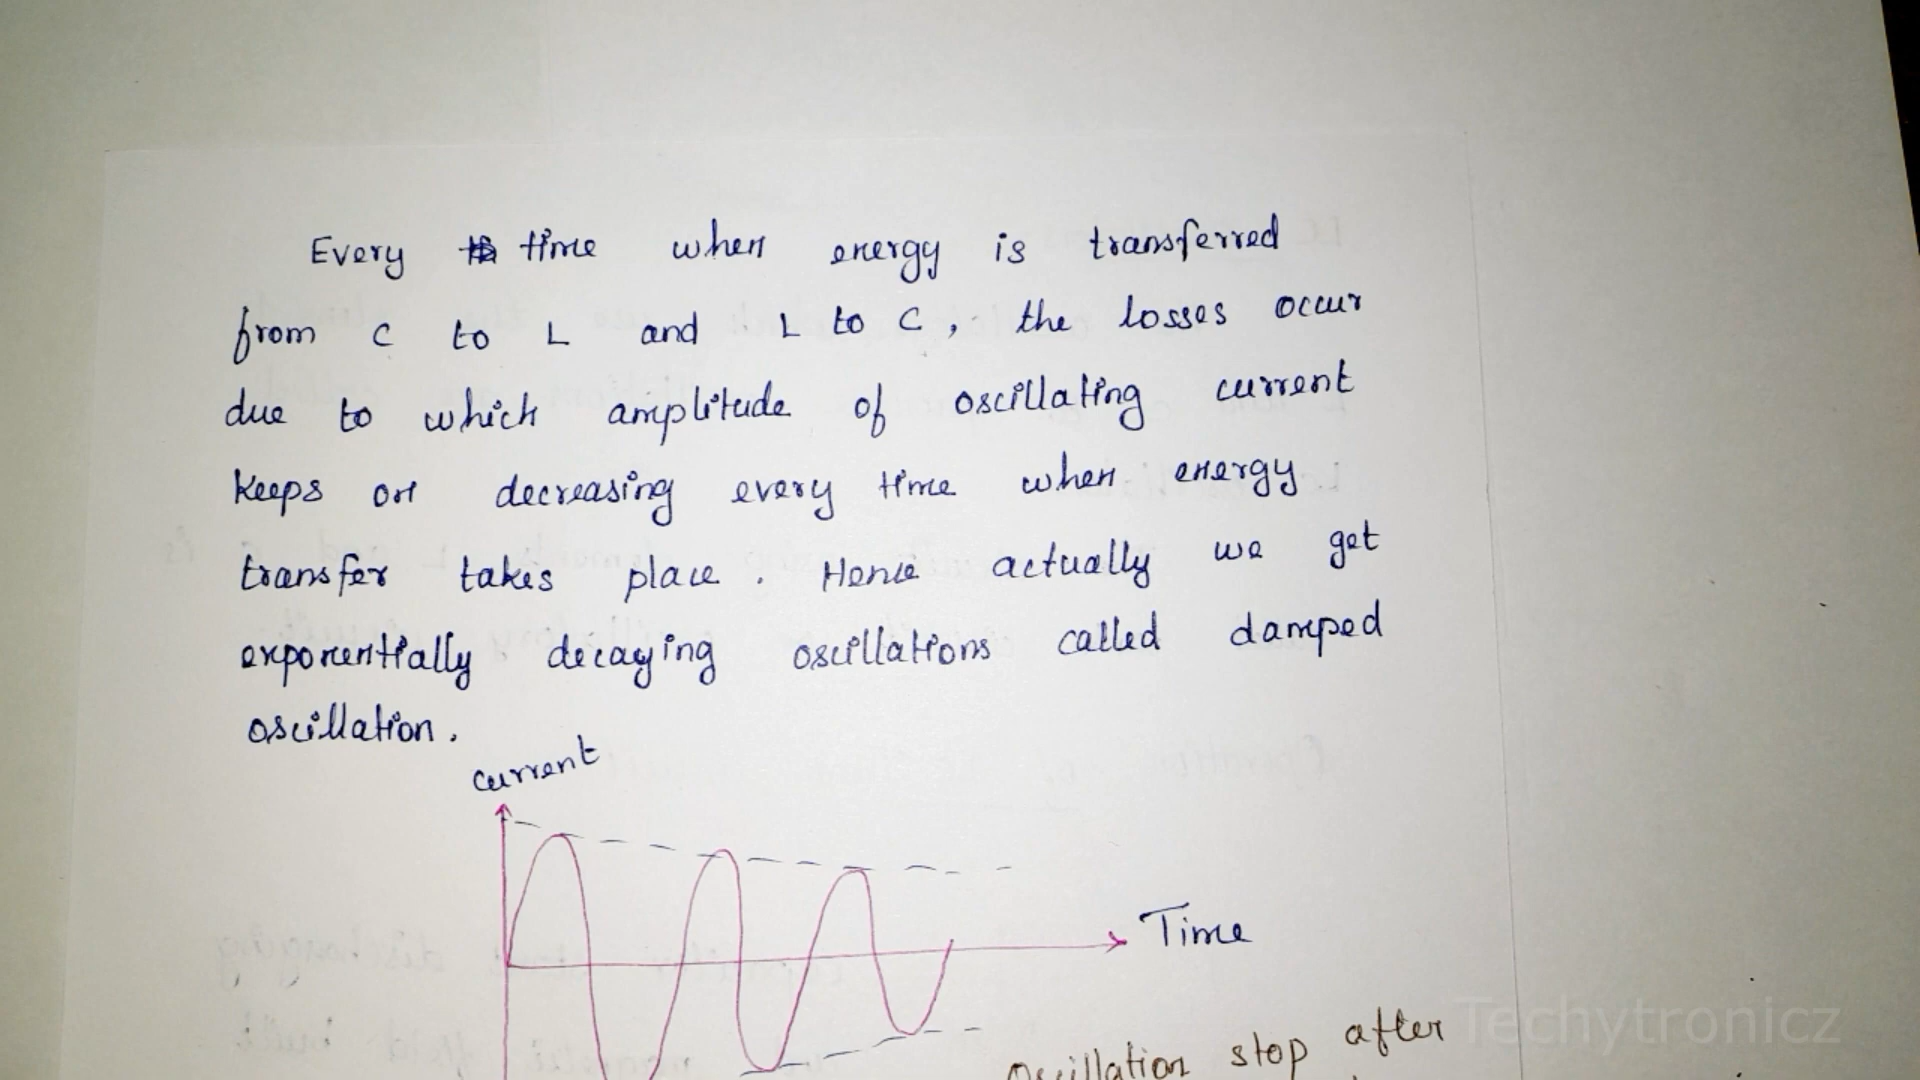 Every time when energy is transferred
from C to L and L to C, the losses occur
due to which amplitude of oscillating current
keeps on decreasing every time when energy
transfer takes place. Hence actually we get
exponentially decaying oscillations called damped
oscillation.
current
Time
Oscillation stop after
Techytronicz